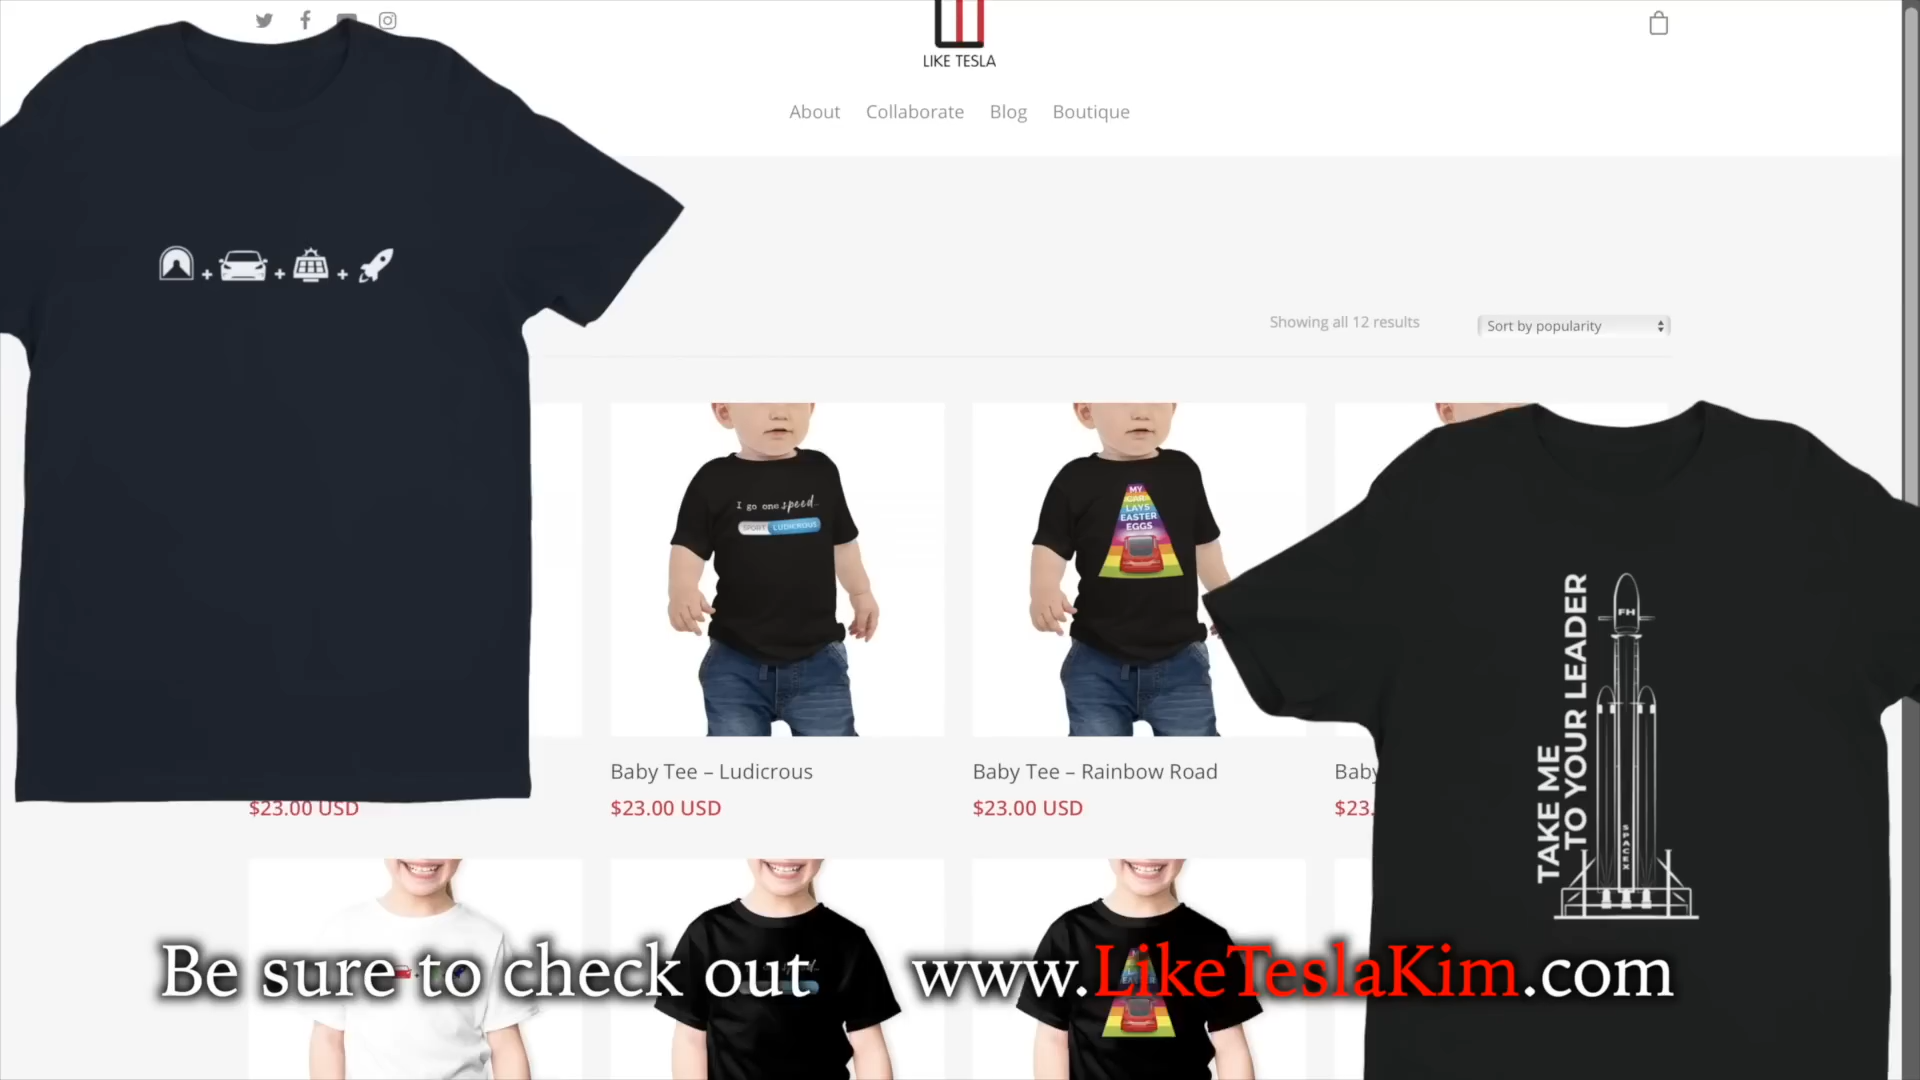 LIKE TESLA
About Collaborate Blog Boutique
Showing all 12 results
Sort by popularity
I go one speed...
SPORT LUDICROUS
MY
CAR
LAYS
EASTER
EGGS
TAKE ME
TO YOUR LEADER
FH
SPACEX
Baby Tee – Ludicrous
Baby Tee – Rainbow Road
Baby
$23.00 USD
$23.00 USD
$23.00 USD
$23.
Be sure to check out www.LikeTeslaKim.com